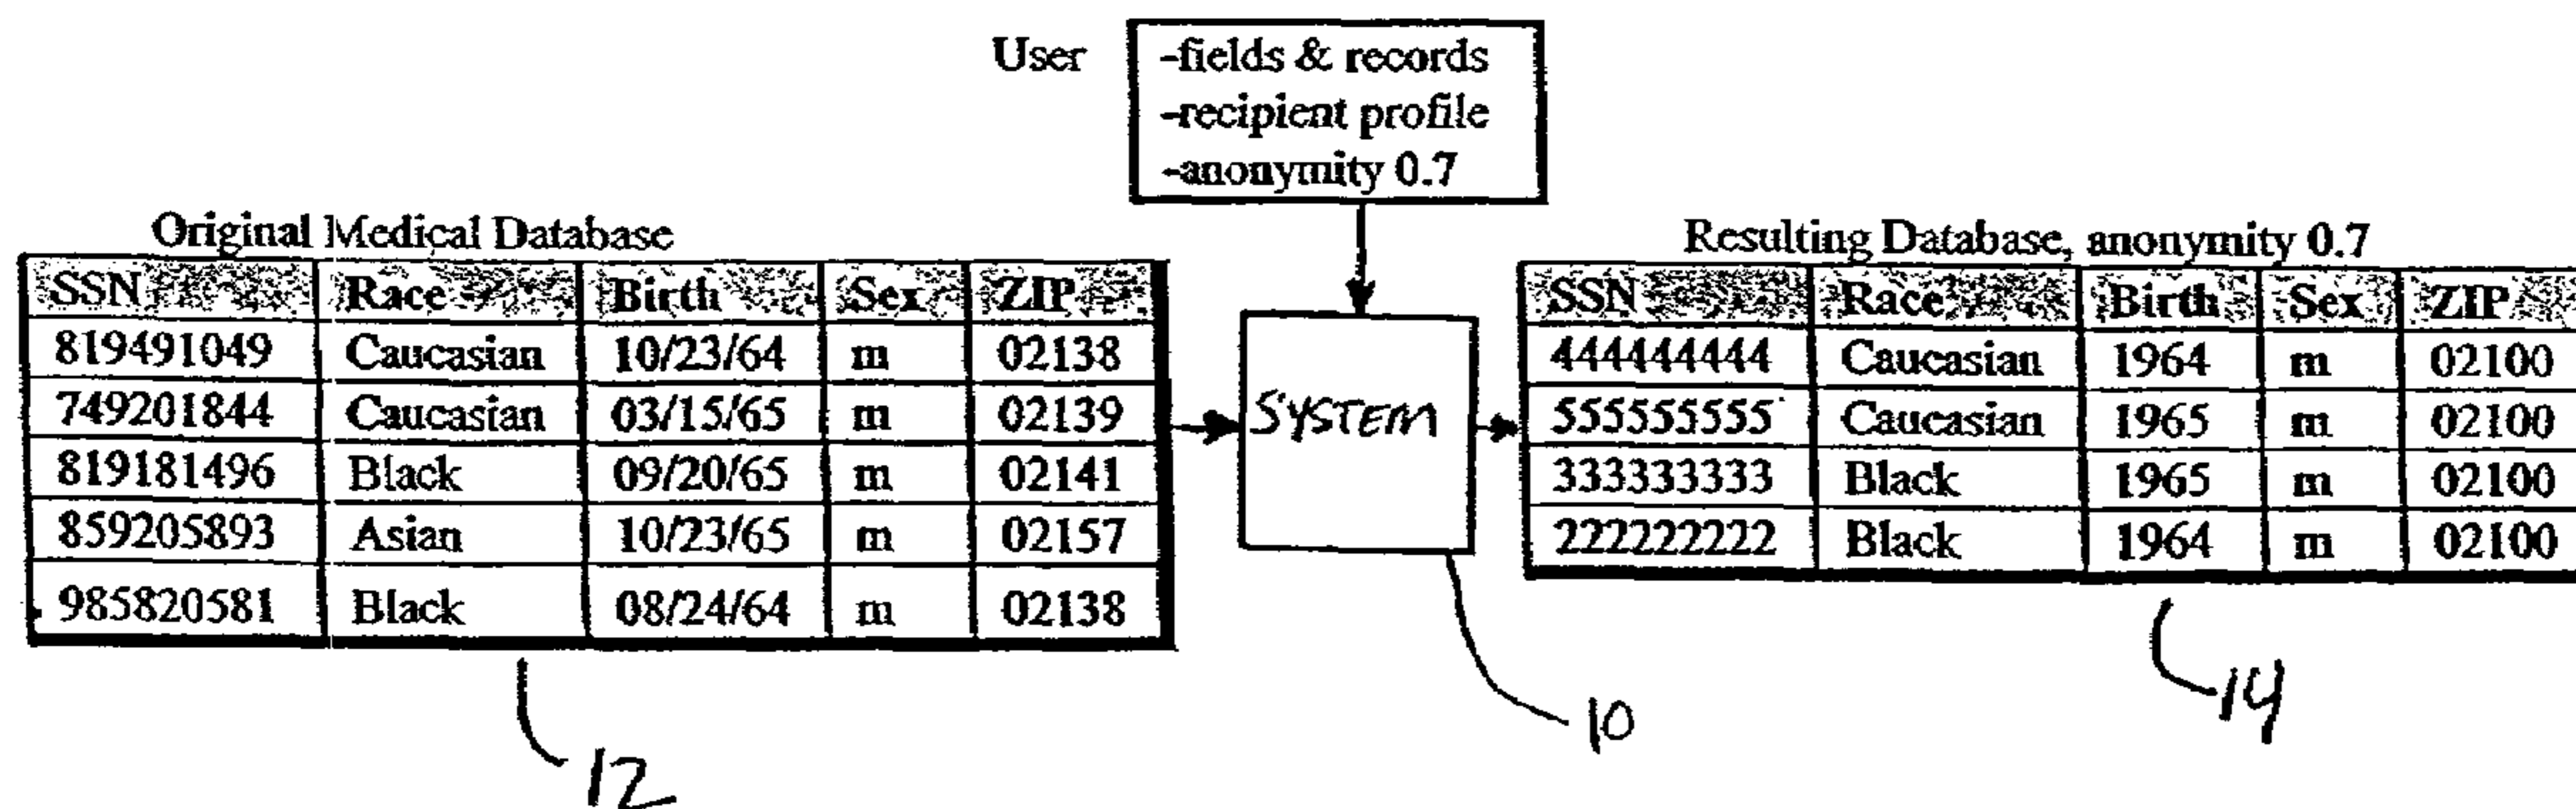 User
-fields & records
-recipient profile
-anonymity 0.7
Original Medical Database
SSN Race Birth Sex ZIP
819491049 Caucasian 10/23/64 m 02138
749201844 Caucasian 03/15/65 m 02139
819181496 Black 09/20/65 m 02141
859205893 Asian 10/23/65 m 02157
985820581 Black 08/24/64 m 02138
SYSTEM
Resulting Database, anonymity 0.7
SSN Race Birth Sex ZIP
444444444 Caucasian 1964 m 02100
555555555 Caucasian 1965 m 02100
333333333 Black 1965 m 02100
222222222 Black 1964 m 02100
12
10
14